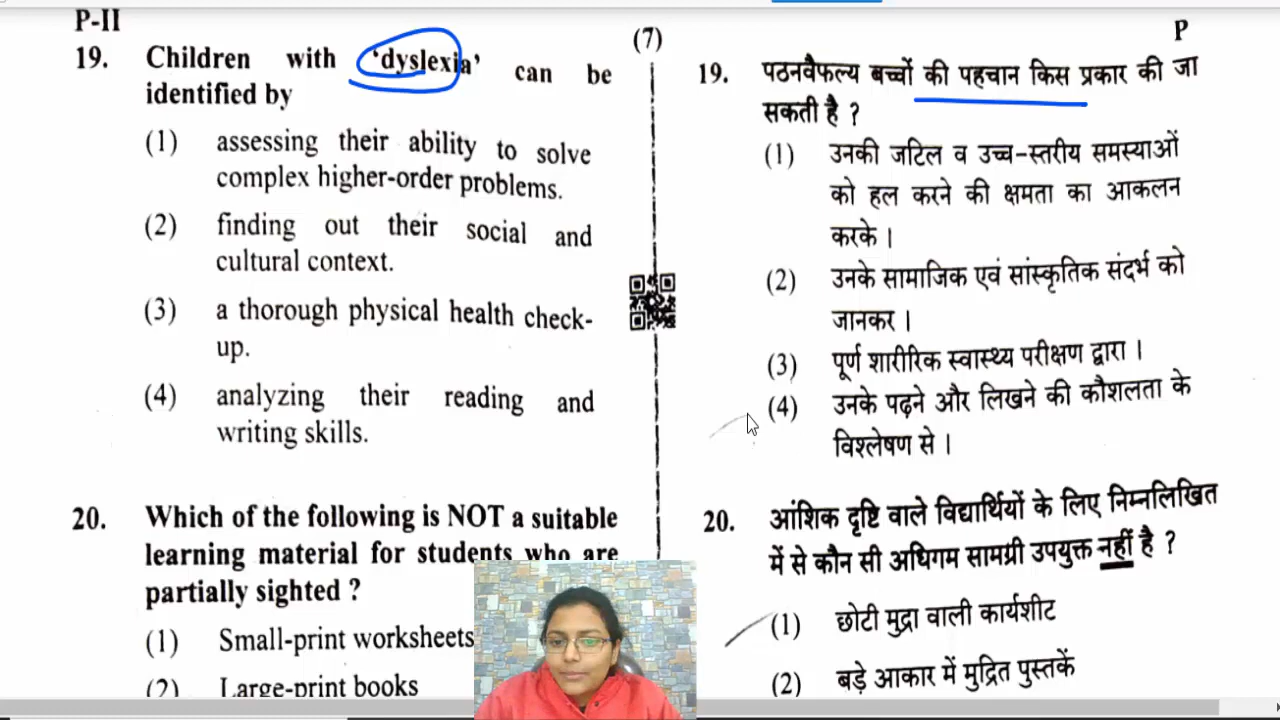 P-II
(7)
P
19. Children with ‘dyslexia’ can be
identified by
(1) assessing their ability to solve
complex higher-order problems.
(2) finding out their social and
cultural context.
(3) a thorough physical health check-
up.
(4) analyzing their reading and
writing skills.
20. Which of the following is NOT a suitable
learning material for students who are
partially sighted ?
(1) Small-print worksheets
(2) Large-print books
19. पठनवैफल्य बच्चों की पहचान किस प्रकार की जा
सकती है ?
(1) उनकी जटिल व उच्च-स्तरीय समस्याओं
को हल करने की क्षमता का आकलन
करके ।
(2) उनके सामाजिक एवं सांस्कृतिक संदर्भ को
जानकर ।
(3) पूर्ण शारीरिक स्वास्थ्य परीक्षण द्वारा ।
(4) उनके पढ़ने और लिखने की कौशलता के
विश्लेषण से ।
20. आंशिक दृष्टि वाले विद्यार्थियों के लिए निम्नलिखित
में से कौन सी अधिगम सामग्री उपयुक्त नहीं है ?
(1) छोटी मुद्रा वाली कार्यशीट
(2) बड़े आकार में मुद्रित पुस्तकें